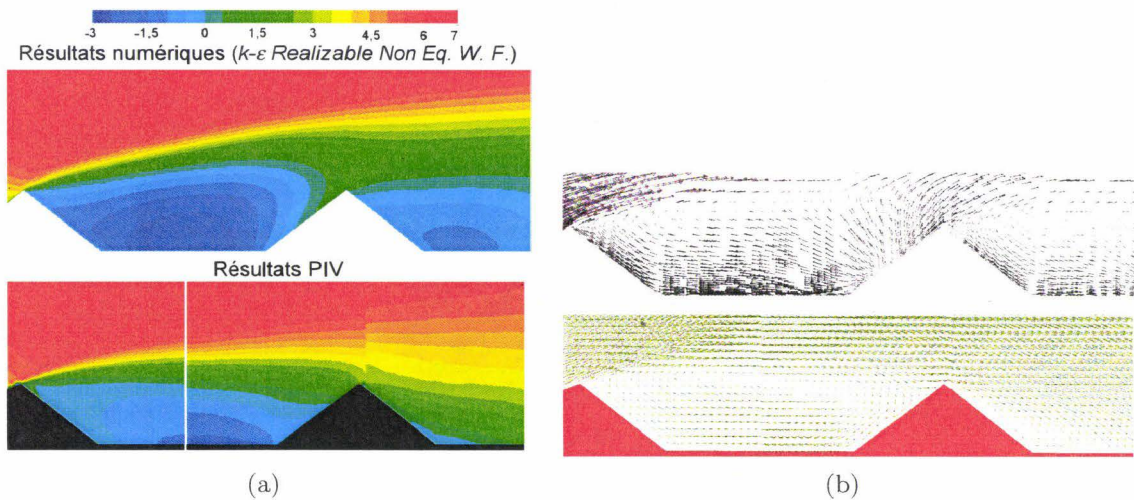 -3 -1,5 0 1,5 3 4,5 6 7
Résultats numériques (k-ε Realizable Non Eq. W. F.)
Résultats PIV
(a)
(b)